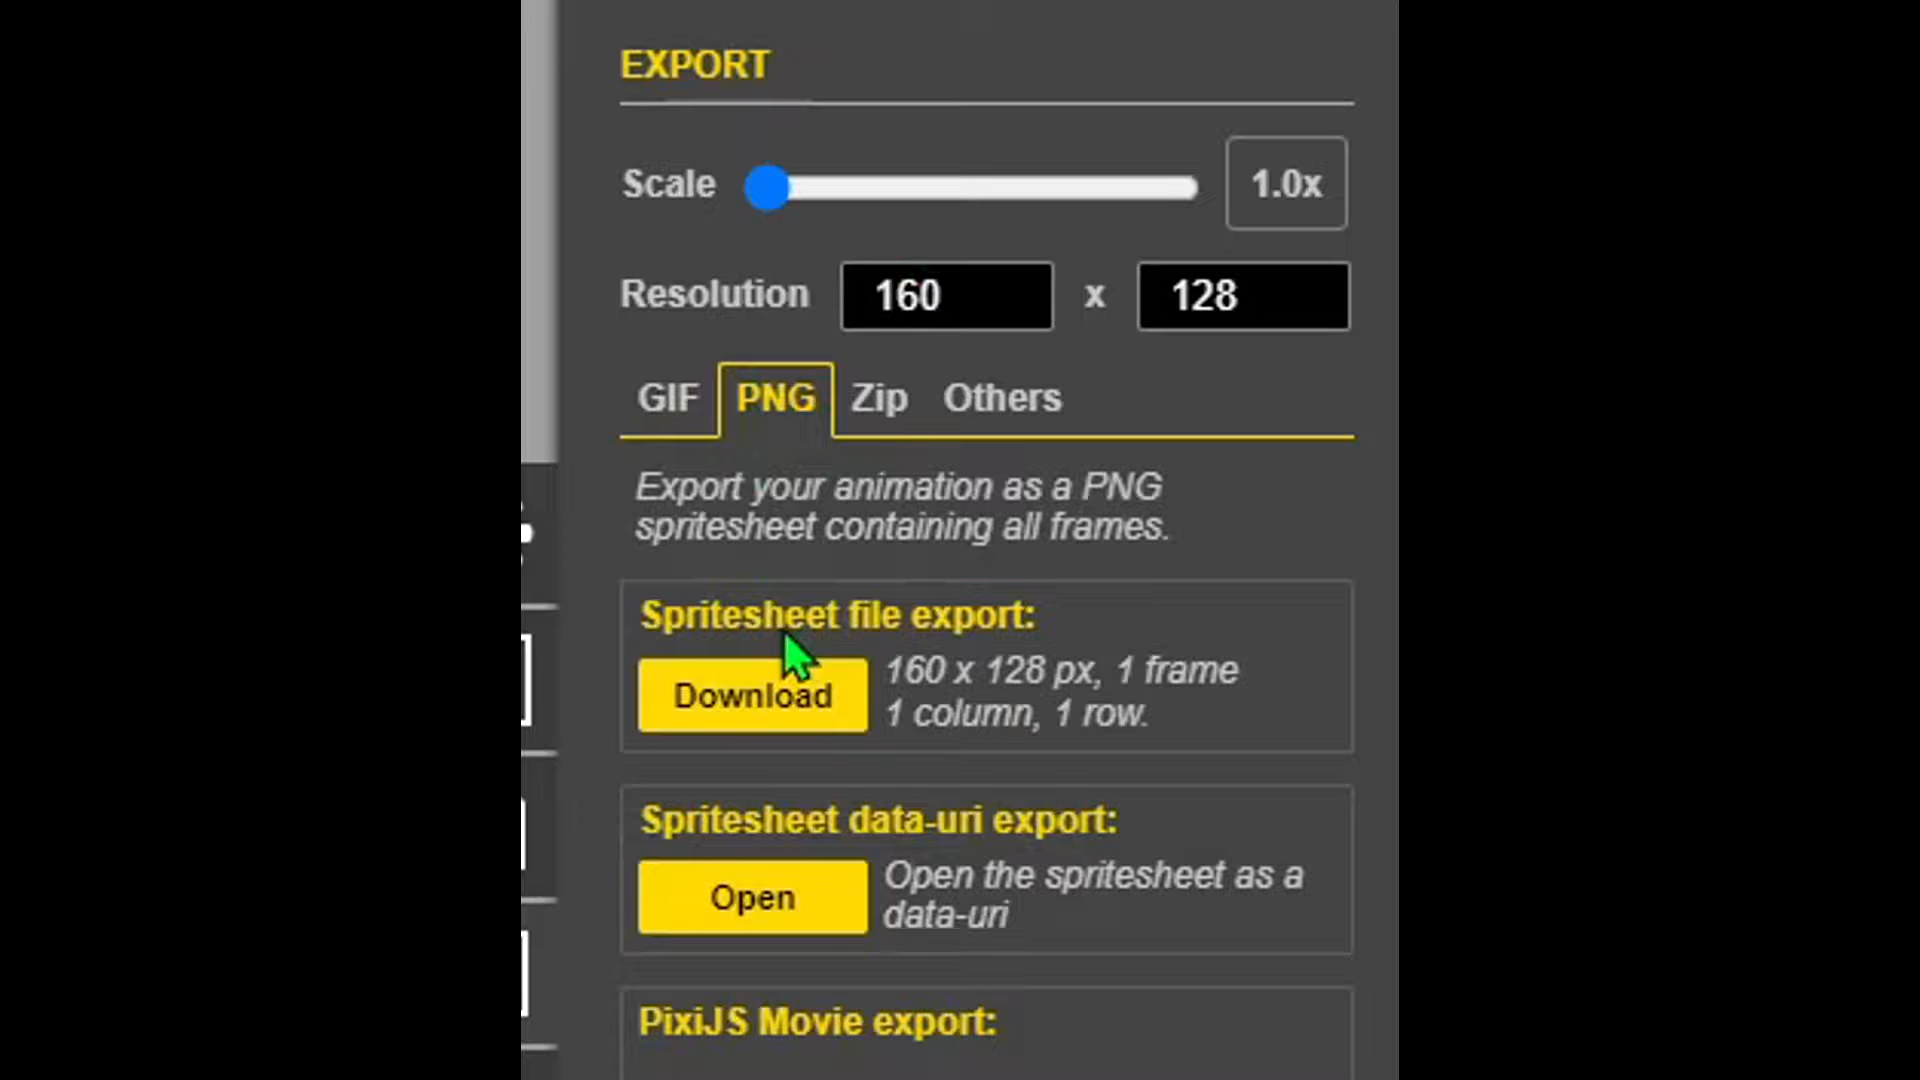 EXPORT
Scale 1.0x
Resolution 160 x 128
GIF PNG Zip Others
Export your animation as a PNG
spritesheet containing all frames.
Spritesheet file export:
Download 160 x 128 px, 1 frame
1 column, 1 row.
Spritesheet data-uri export:
Open Open the spritesheet as a
data-uri
PixiJS Movie export: